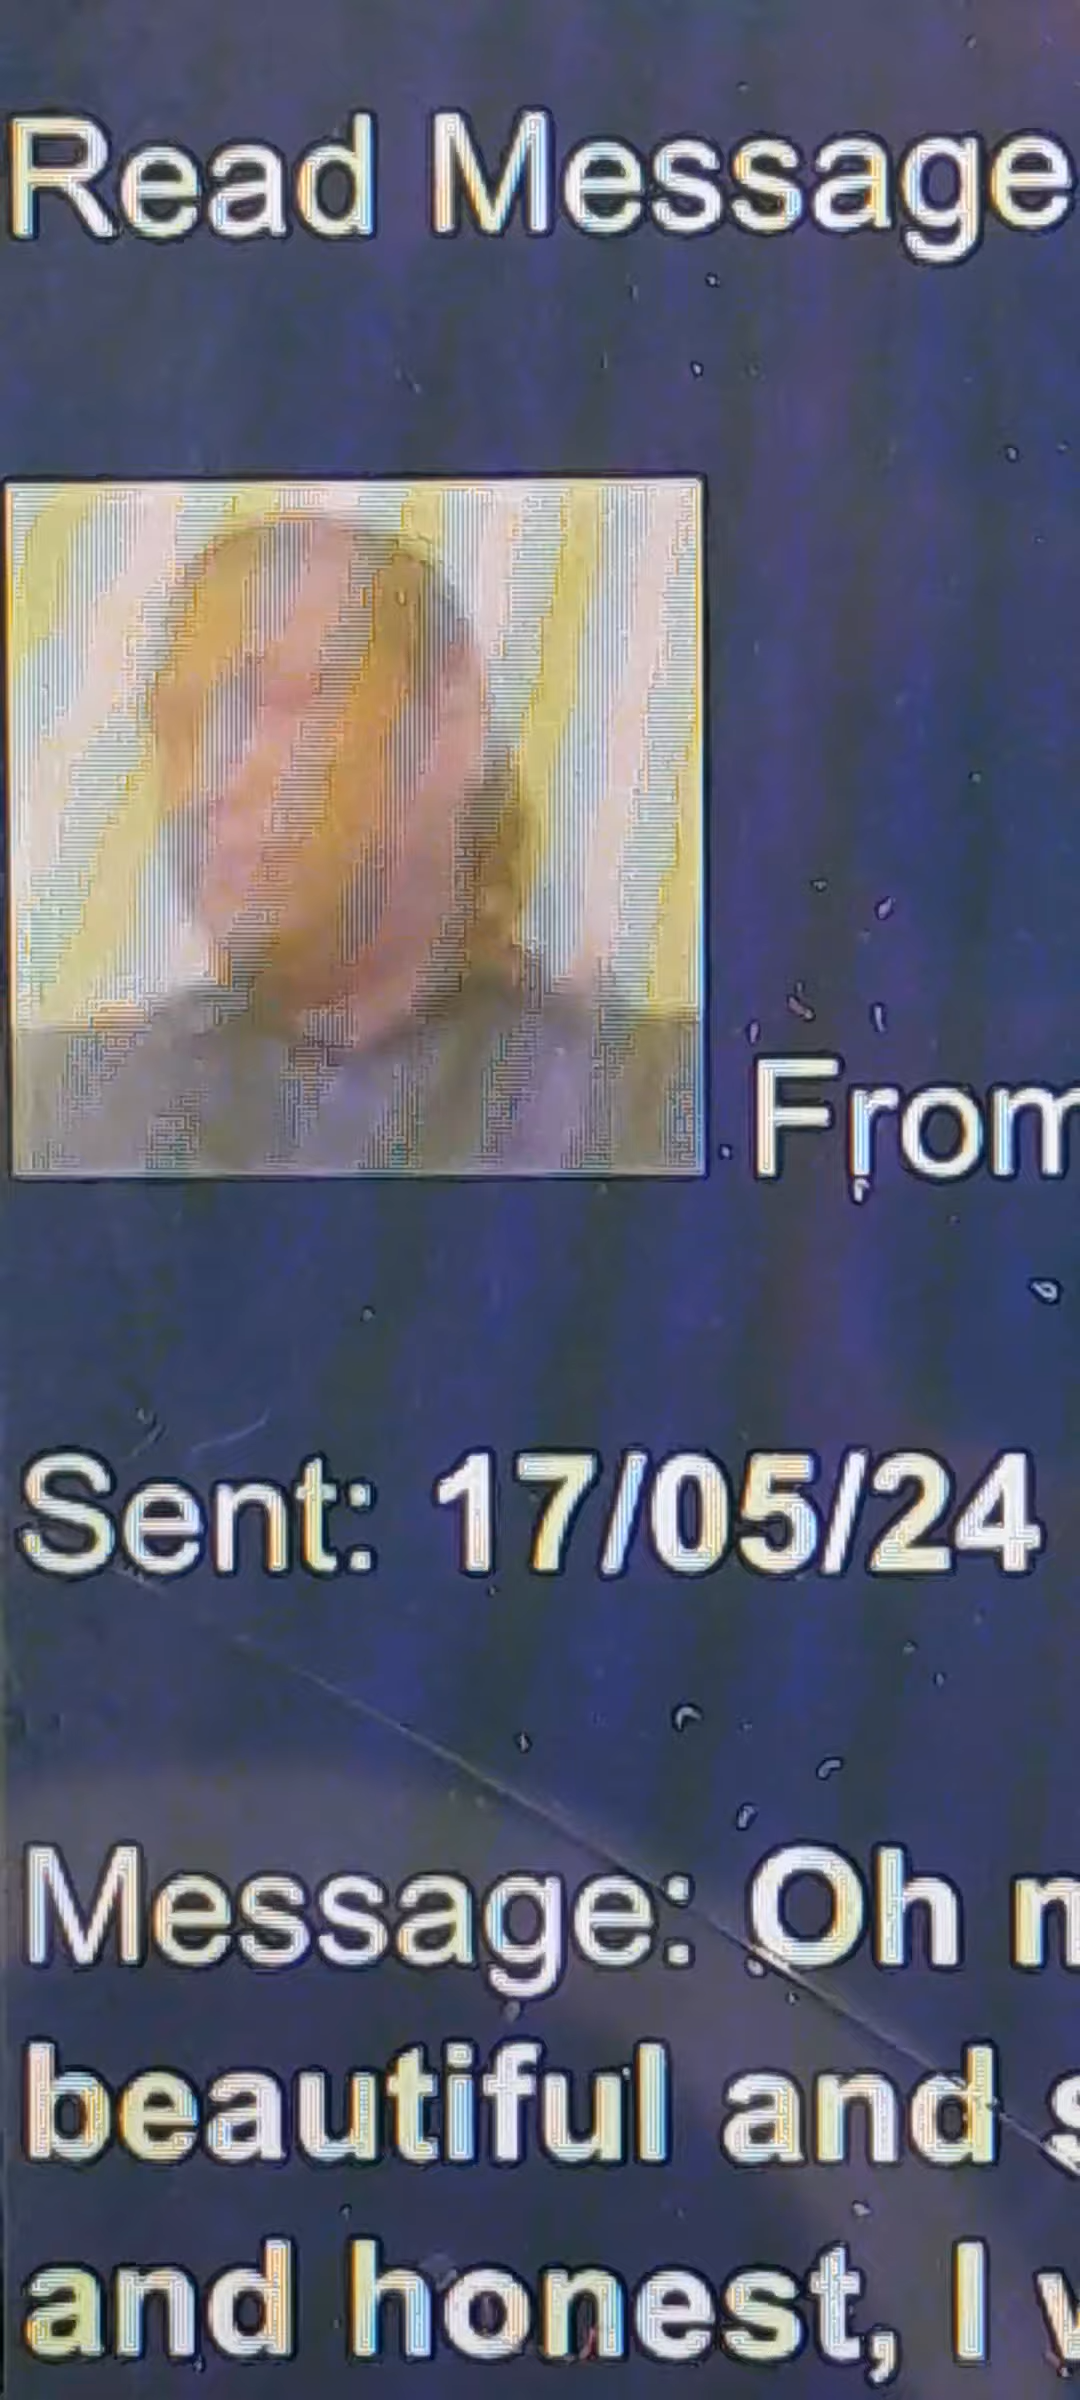 Read Message
From
Sent: 17/05/24
Message: Oh
beautiful and
and honest, I